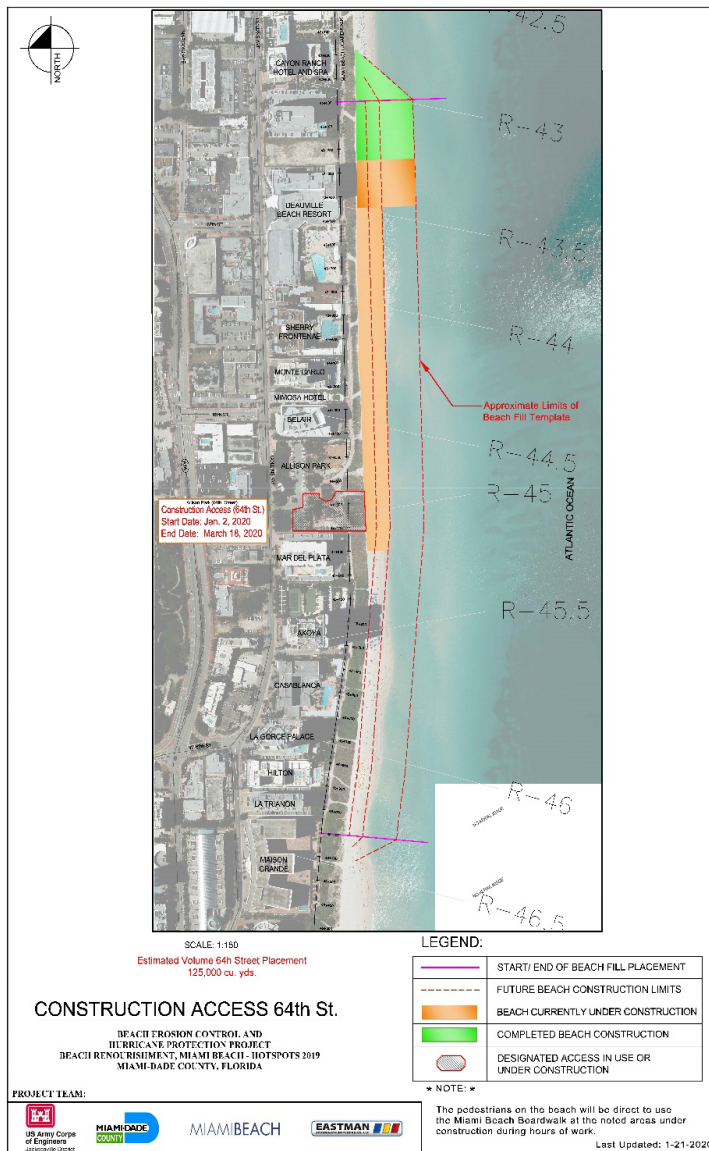 NORTH
R-42.5
CAYON RANCH
HOTEL AND SPA
R-43
DEAUVILLE
BEACH RESORT
R-43.5
R-44
SHERRY
FRONTENAE
MONTE CARLO
MIMOSA HOTEL
BELAIR
Approximate Limits of
Beach Fill Template
R-44.5
ALLISON PARK
R-45
Construction Access (64th St.)
Start Date: Jan. 2, 2020
End Date: March 18, 2020
ATLANTIC OCEAN
MAR DEL PLATA
R-45.5
AKOYA
CASABLANCA
LA GORCE PALACE
HILTON
R-46
LA TRIANON
MAISON
GRANDE
R-46.5
SCALE: 1:150
Estimated Volume 64h Street Placement
125,000 cu. yds.
LEGEND:
START/ END OF BEACH FILL PLACEMENT
FUTURE BEACH CONSTRUCTION LIMITS
BEACH CURRENTLY UNDER CONSTRUCTION
COMPLETED BEACH CONSTRUCTION
DESIGNATED ACCESS IN USE OR
UNDER CONSTRUCTION
CONSTRUCTION ACCESS 64th St.
BEACH EROSION CONTROL AND
HURRICANE PROTECTION PROJECT
BEACH RENOURISHMENT, MIAMI BEACH - HOTSPOTS 2019
MIAMI-DADE COUNTY, FLORIDA
* NOTE: *
The pedestrians on the beach will be direct to use
the Miami Beach Boardwalk at the noted areas under
construction during hours of work.
Last Updated: 1-21-2020
PROJECT TEAM:
US Army Corps
of Engineers
Jacksonville District
MIAMI-DADE
COUNTY
MIAMIBEACH
EASTMAN